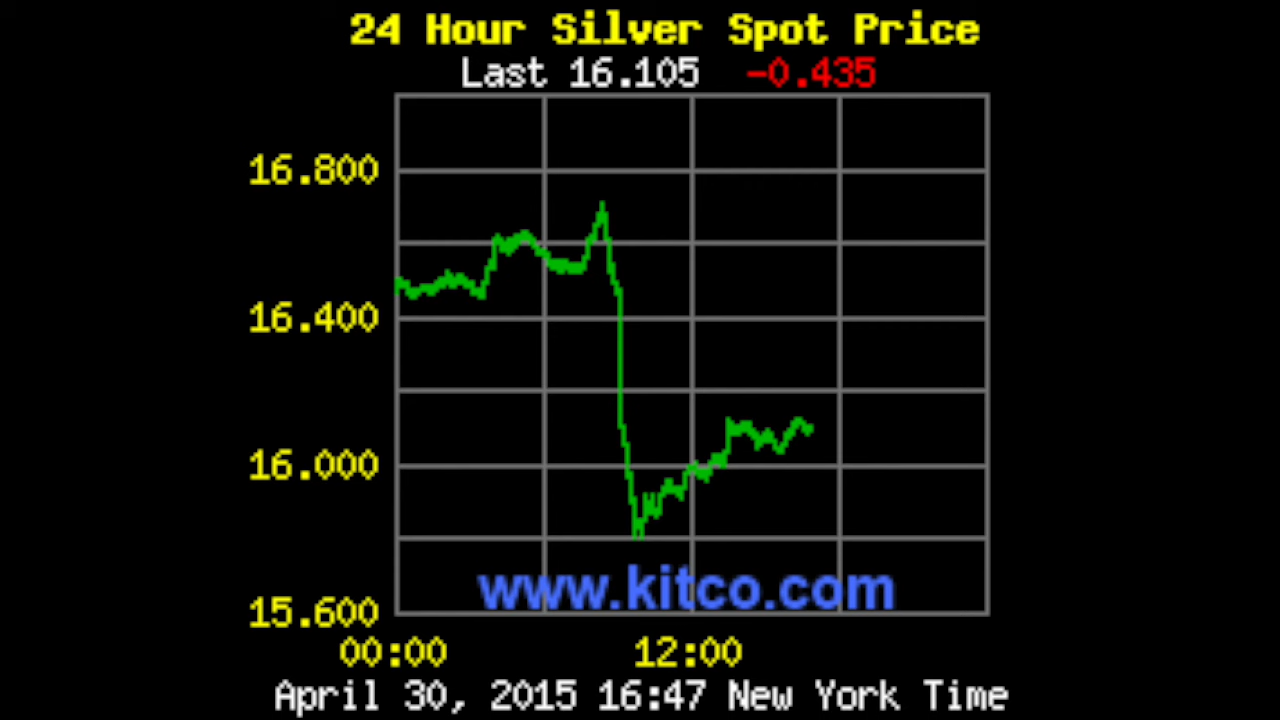 24 Hour Silver Spot Price
Last 16.105 -0.435
16.800
16.400
16.000
15.600
www.kitco.com
00:00 12:00
April 30, 2015 16:47 New York Time